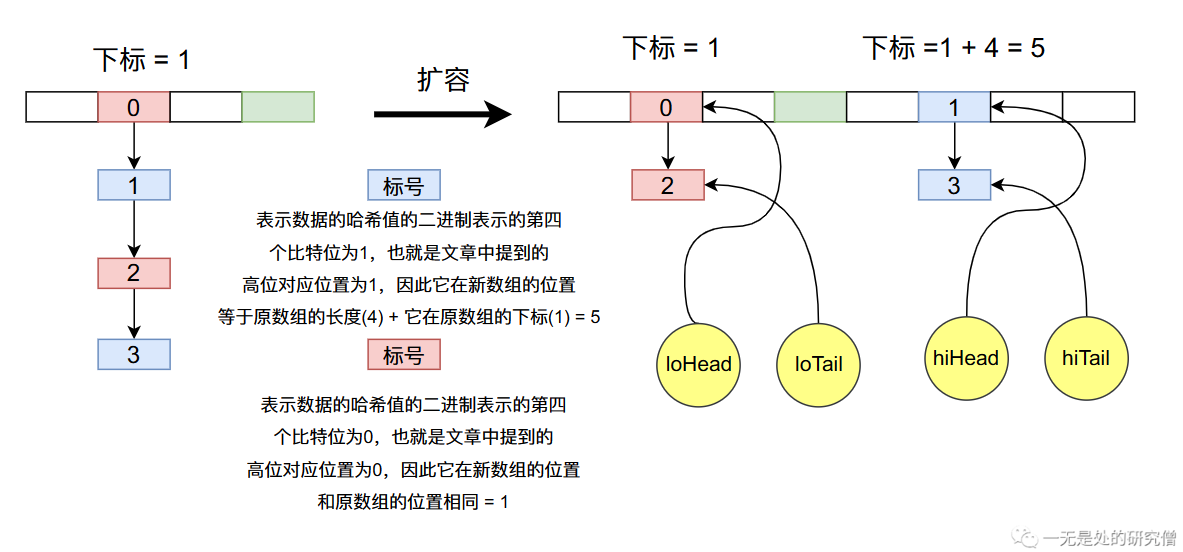 下标 = 1
0
1
2
3
扩容
标号
表示数据的哈希值的二进制表示的第四
个比特位为1，也就是文章中提到的
高位对应位置为1，因此它在新数组的位置
等于原数组的长度(4) + 它在原数组的下标(1) = 5
标号
表示数据的哈希值的二进制表示的第四
个比特位为0，也就是文章中提到的
高位对应位置为0，因此它在新数组的位置
和原数组的位置相同 = 1
下标 = 1
下标 =1 + 4 = 5
0
1
2
3
loHead
loTail
hiHead
hiTail
一无是处的研究僧